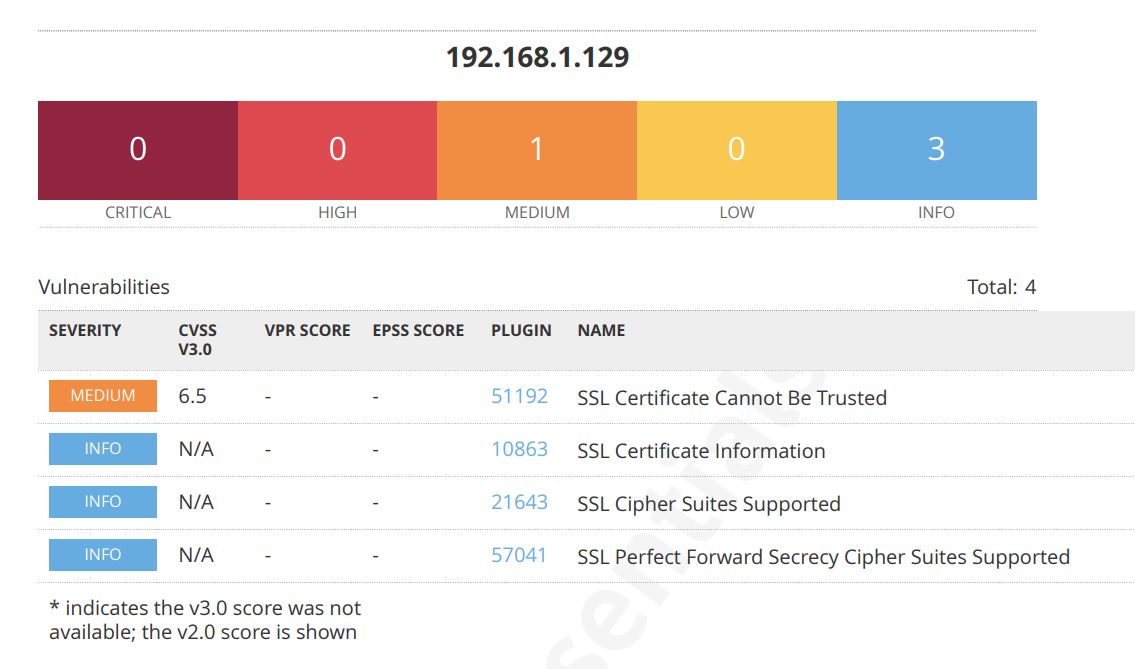 192.168.1.129
0 0 1 0 3
CRITICAL HIGH MEDIUM LOW INFO
Vulnerabilities Total: 4
SEVERITY CVSS V3.0 VPR SCORE EPSS SCORE PLUGIN NAME
MEDIUM 6.5 - - 51192 SSL Certificate Cannot Be Trusted
INFO N/A - - 10863 SSL Certificate Information
INFO N/A - - 21643 SSL Cipher Suites Supported
INFO N/A - - 57041 SSL Perfect Forward Secrecy Cipher Suites Supported
* indicates the v3.0 score was not
available; the v2.0 score is shown
sentials